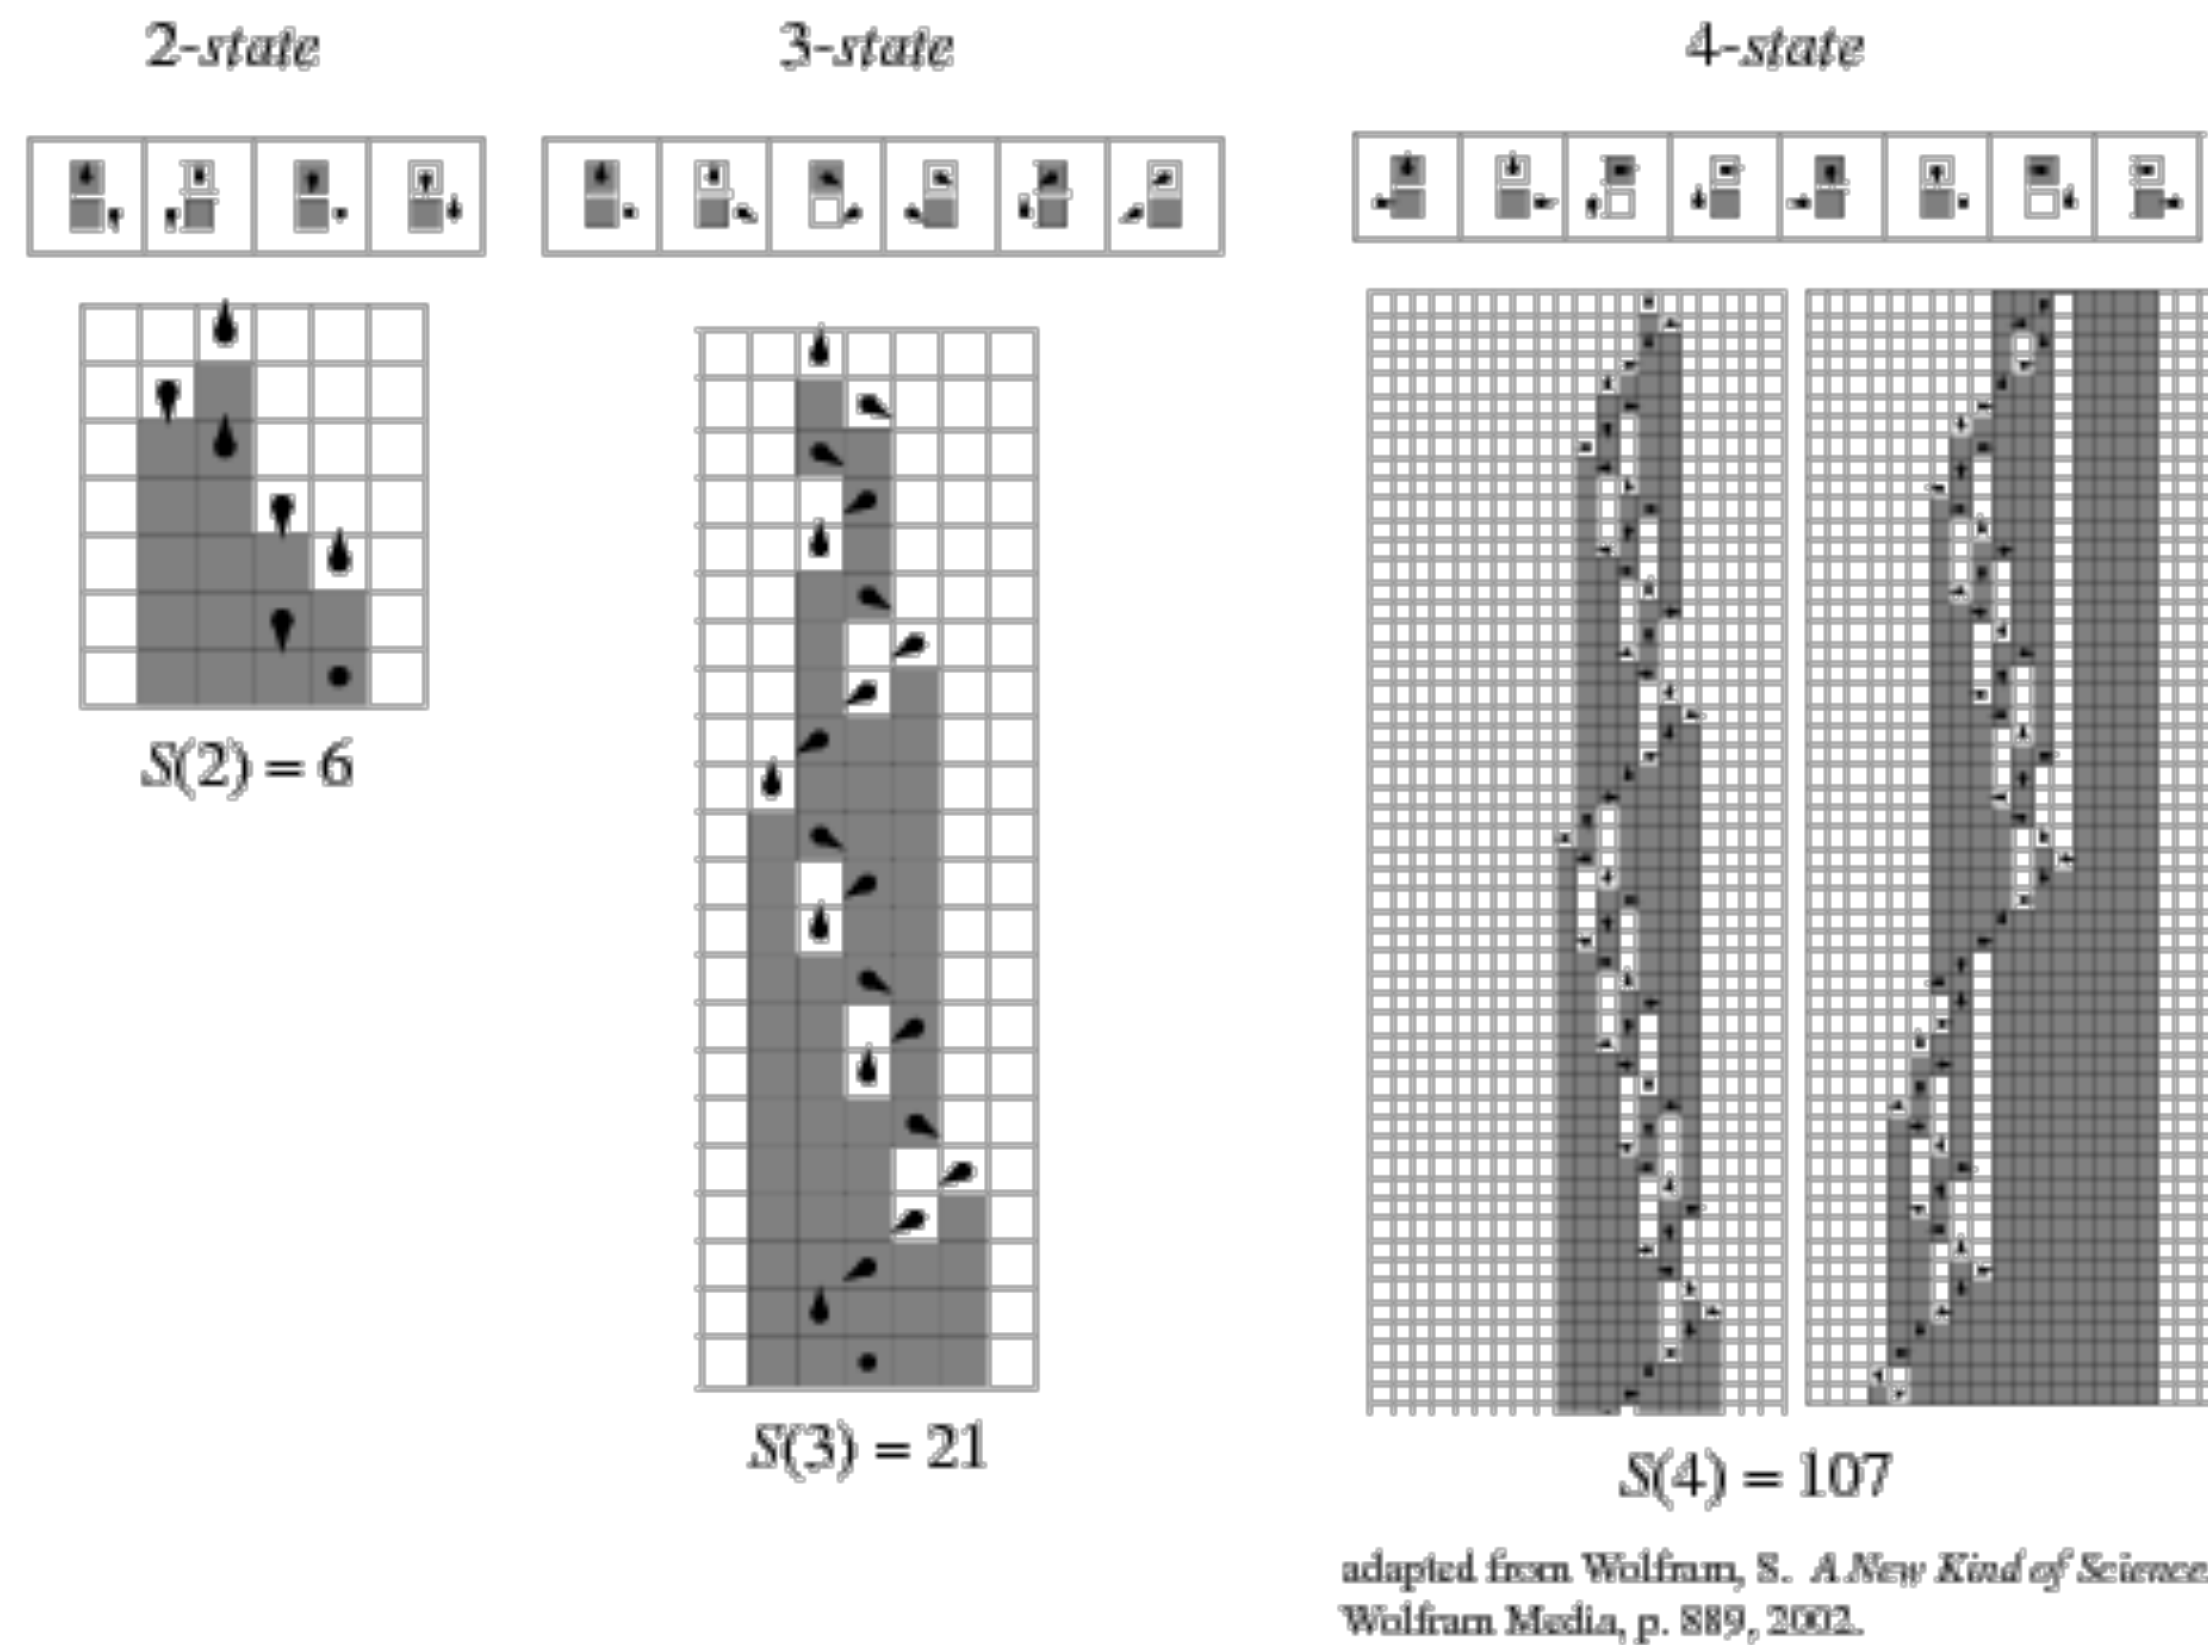 2-state
3-state
4-state
S(2) = 6
S(3) = 21
S(4) = 107
adapted from Wolfram, S. A New Kind of Science.
Wolfram Media, p. 889, 2002.